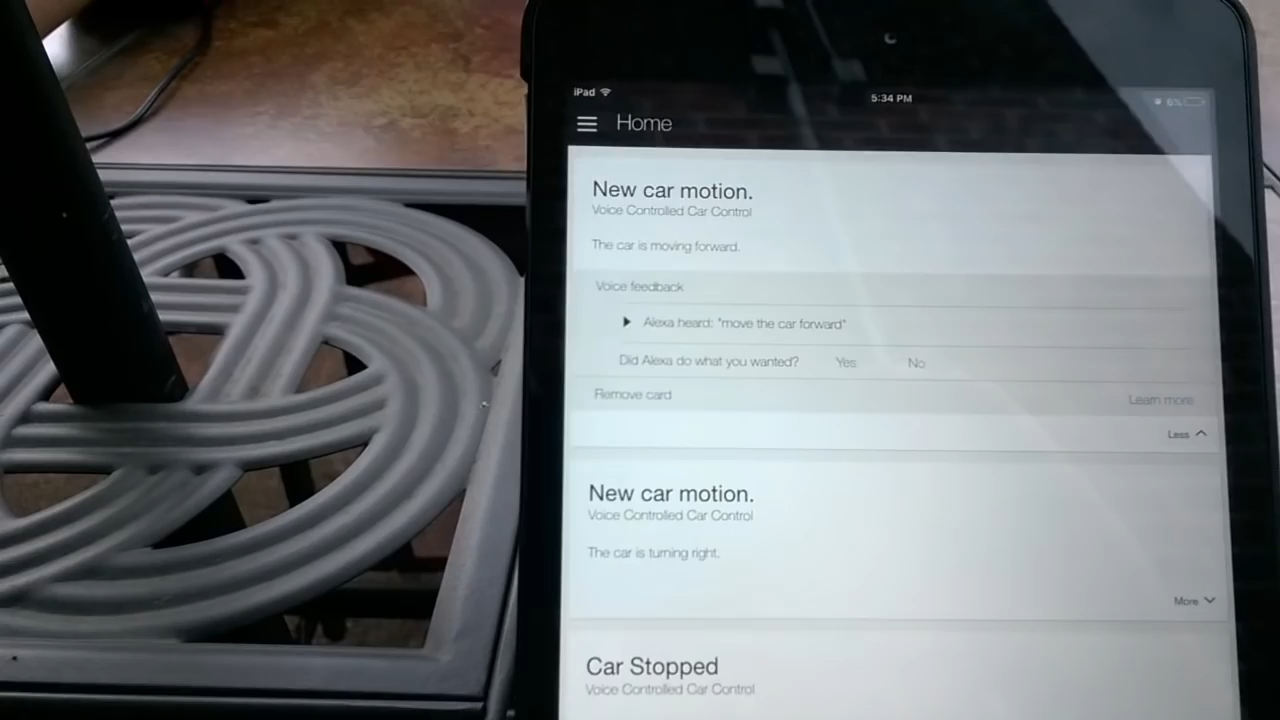 iPad
5:34 PM
6%
Home
New car motion.
Voice Controlled Car Control
The car is moving forward.
Voice feedback
Alexa heard: "move the car forward"
Did Alexa do what you wanted? Yes No
Remove card Learn more
Less
New car motion.
Voice Controlled Car Control
The car is turning right.
More
Car Stopped
Voice Controlled Car Control